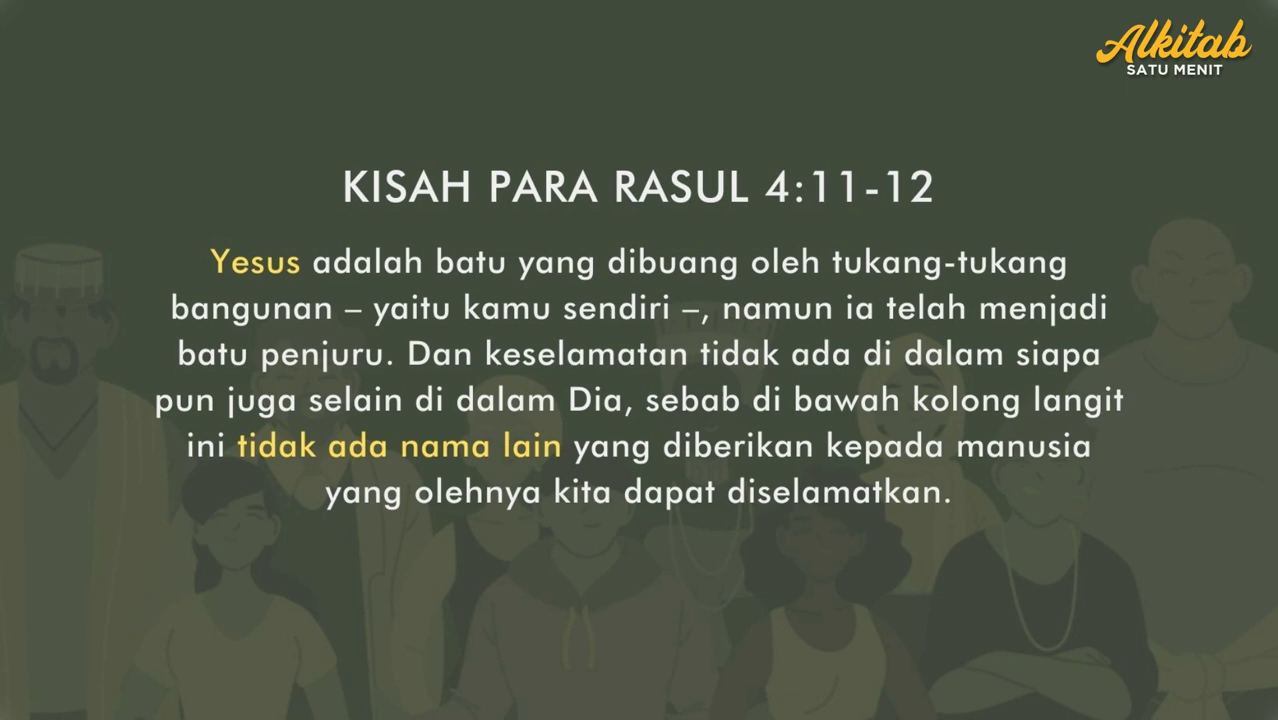 Alkitab
SATU MENIT
KISAH PARA RASUL 4:11-12
Yesus adalah batu yang dibuang oleh tukang-tukang
bangunan – yaitu kamu sendiri –, namun ia telah menjadi
batu penjuru. Dan keselamatan tidak ada di dalam siapa
pun juga selain di dalam Dia, sebab di bawah kolong langit
ini tidak ada nama lain yang diberikan kepada manusia
yang olehnya kita dapat diselamatkan.